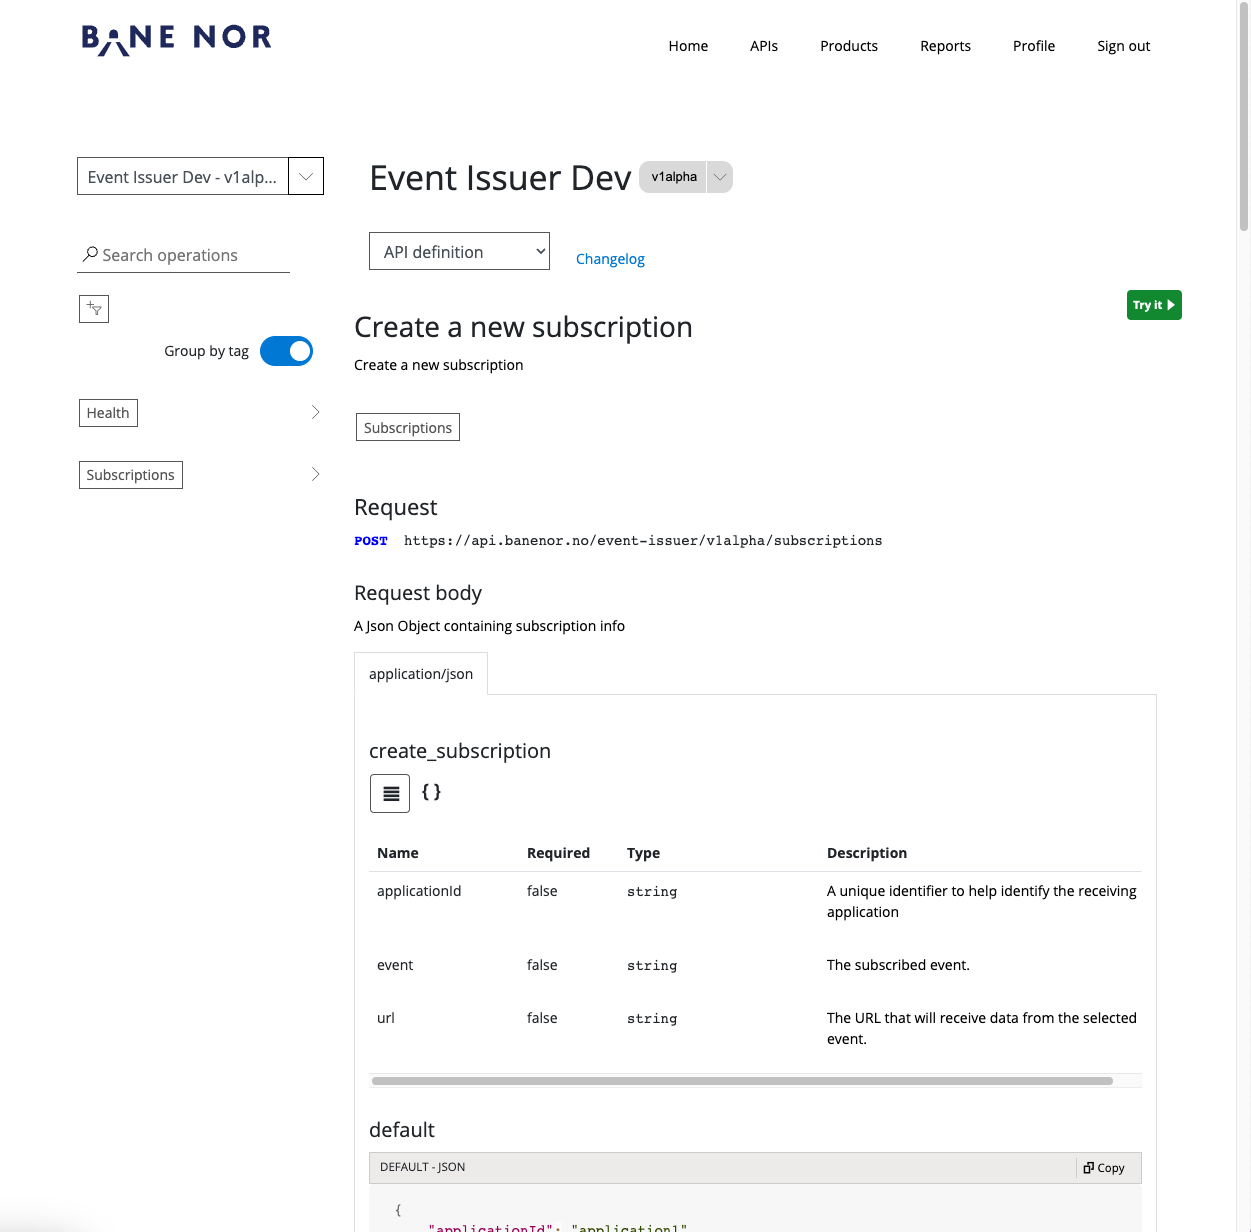 BANE NOR
Home APIs Products Reports Profile Sign out
Event Issuer Dev - v1alp...
Event Issuer Dev v1alpha
Search operations
API definition
Changelog
Try it
Create a new subscription
Group by tag
Create a new subscription
Health
Subscriptions
Subscriptions
Request
POST https://api.banenor.no/event-issuer/v1alpha/subscriptions
Request body
A Json Object containing subscription info
application/json
create_subscription
{ }
Name Required Type Description
applicationId false string A unique identifier to help identify the receiving
application
event false string The subscribed event.
url false string The URL that will receive data from the selected
event.
default
DEFAULT - JSON Copy
{
"applicationId": "application1"